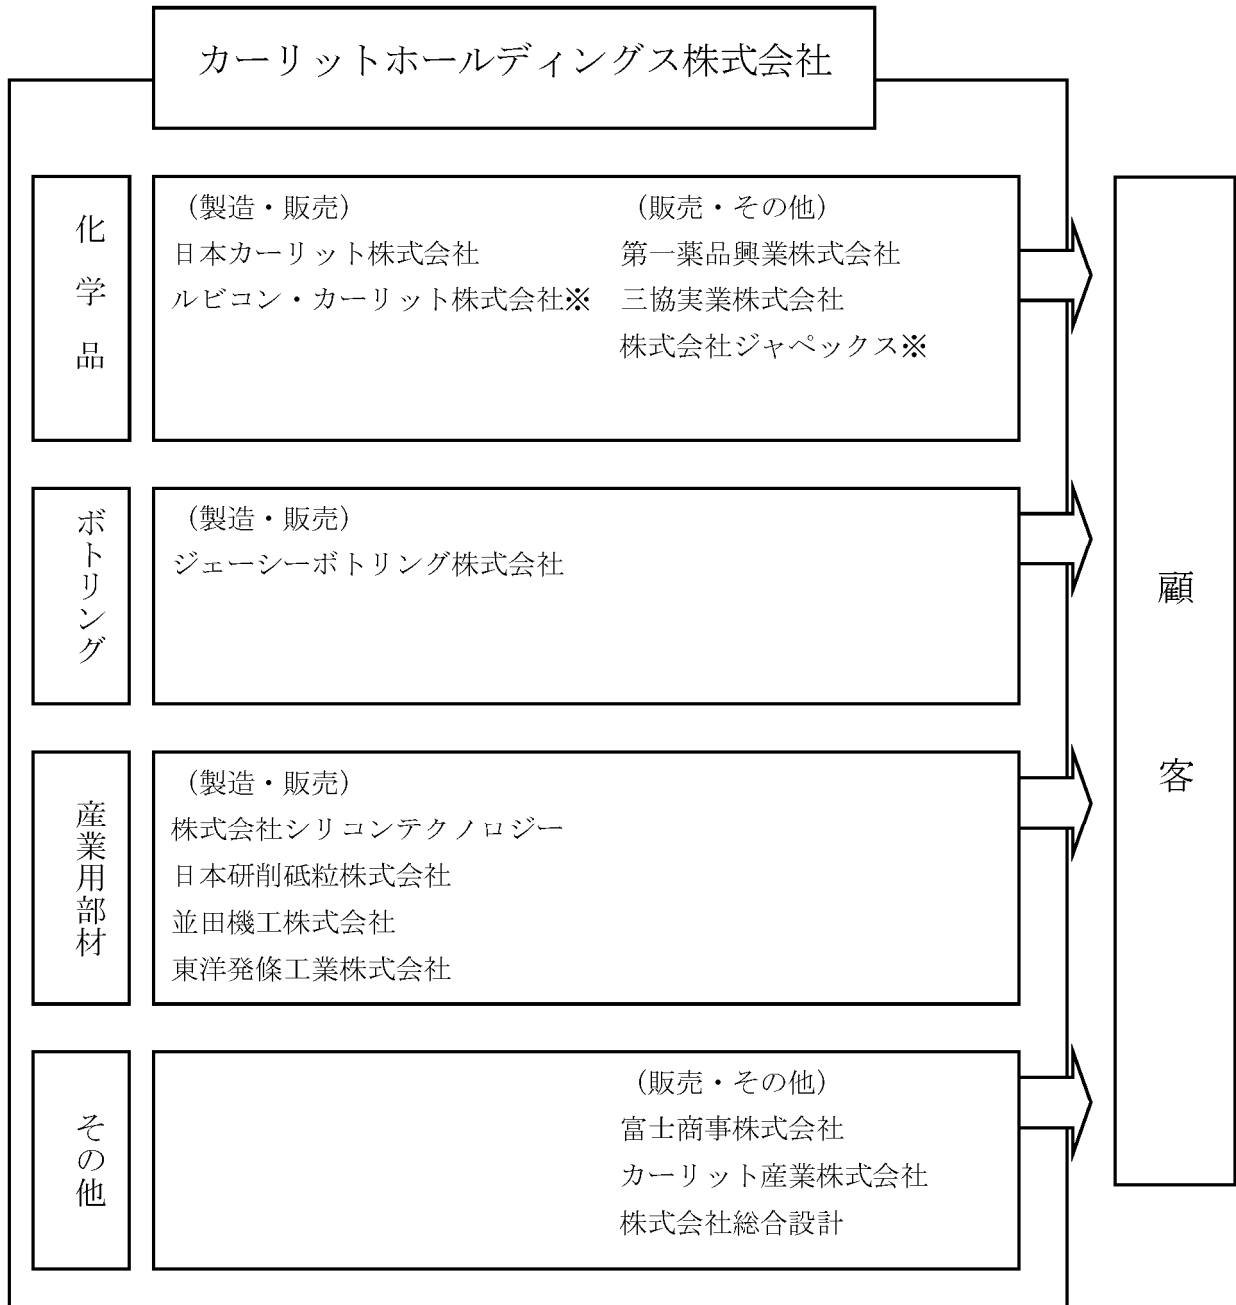 カーリットホールディングス株式会社
化学品
（製造・販売）
日本カーリット株式会社
ルビコン・カーリット株式会社※
（販売・その他）
第一薬品興業株式会社
三協実業株式会社
株式会社ジャペックス※
ボトリング
（製造・販売）
ジェーシーボトリング株式会社
産業用部材
（製造・販売）
株式会社シリコンテクノロジー
日本研削砥粒株式会社
並田機工株式会社
東洋発條工業株式会社
その他
（販売・その他）
富士商事株式会社
カーリット産業株式会社
株式会社総合設計
顧客